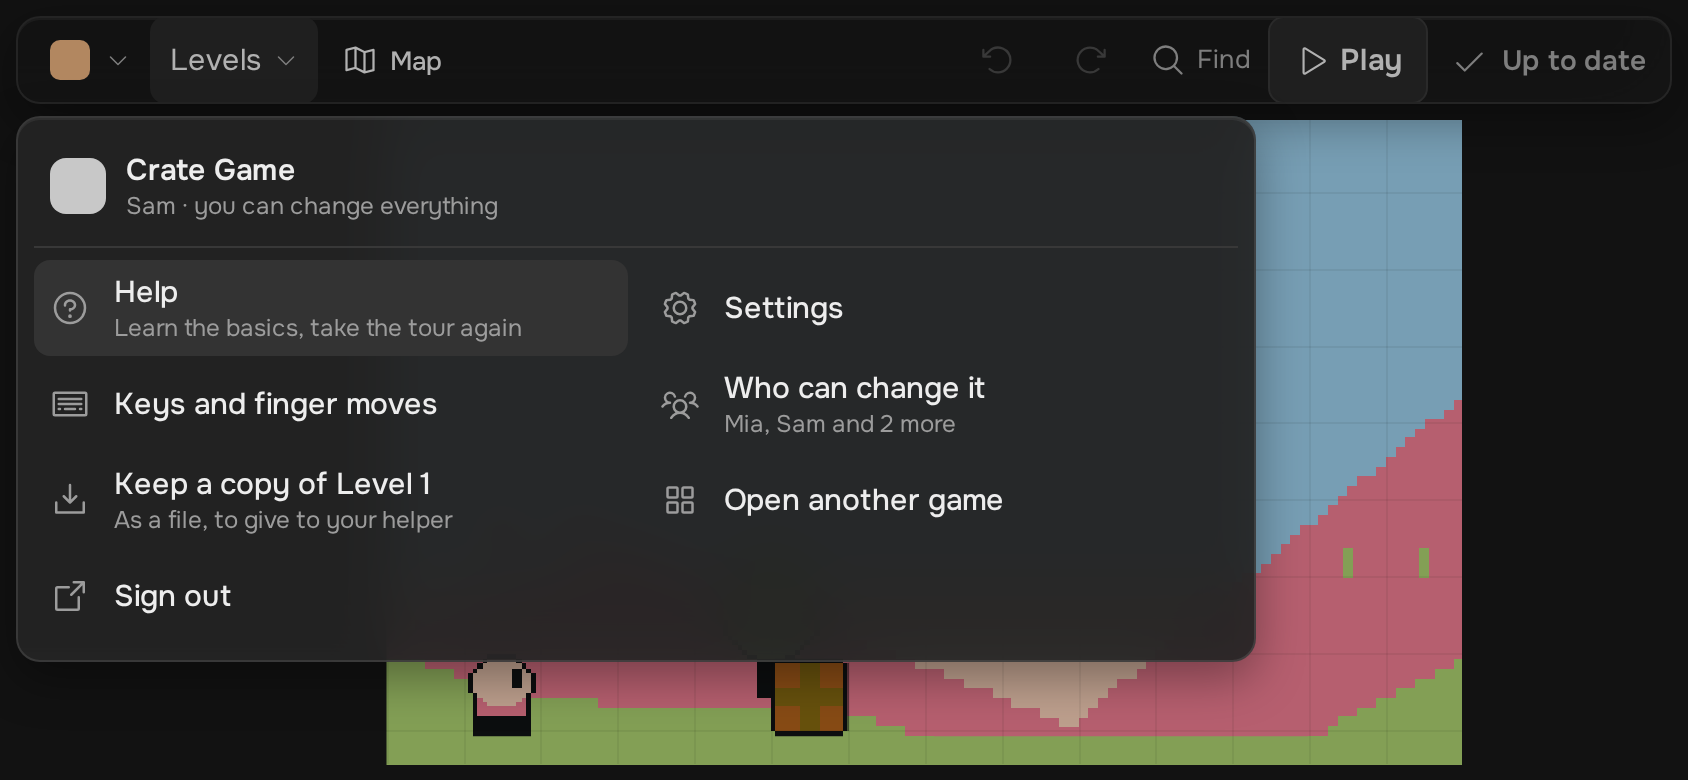 Levels
Map
Find
Play
Up to date
Crate Game
Sam · you can change everything
Help
Learn the basics, take the tour again
Settings
Keys and finger moves
Who can change it
Mia, Sam and 2 more
Keep a copy of Level 1
As a file, to give to your helper
Open another game
Sign out